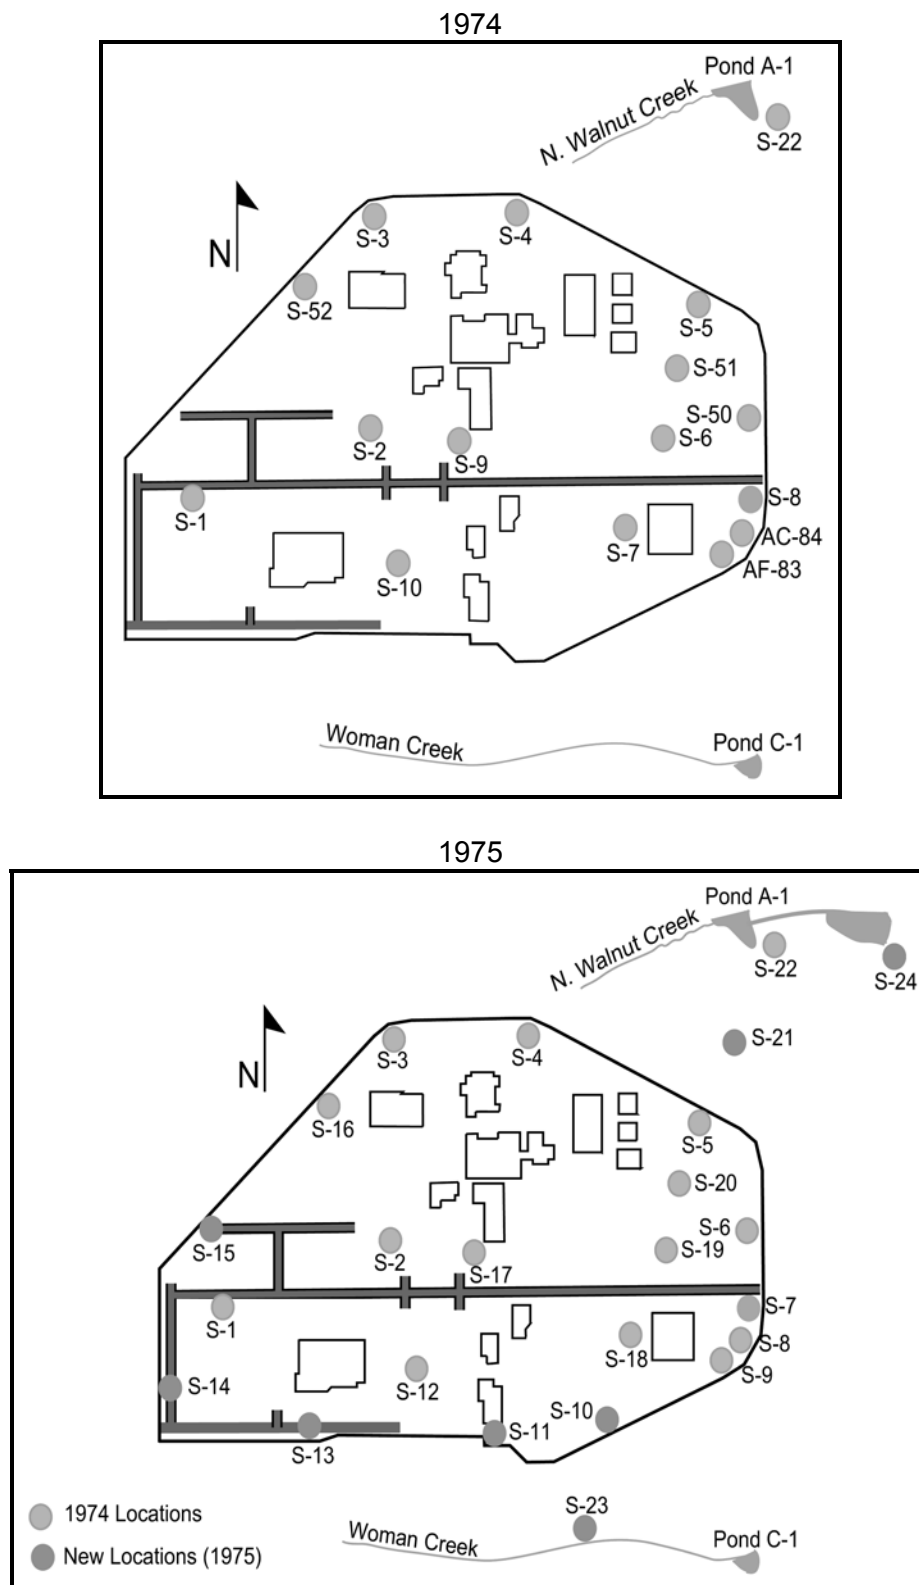 1974
Pond A-1
N. Walnut Creek
S-22
N
S-3
S-4
S-52
S-5
S-51
S-50
S-2
S-9
S-6
S-1
S-8
S-7
AC-84
S-10
AF-83
Woman Creek
Pond C-1
1975
Pond A-1
N. Walnut Creek
S-22
S-24
S-21
N
S-3
S-4
S-16
S-5
S-20
S-15
S-2
S-17
S-6
S-19
S-1
S-7
S-18
S-8
S-9
S-14
S-12
S-10
S-13
S-11
S-23
1974 Locations
New Locations (1975)
Woman Creek
Pond C-1